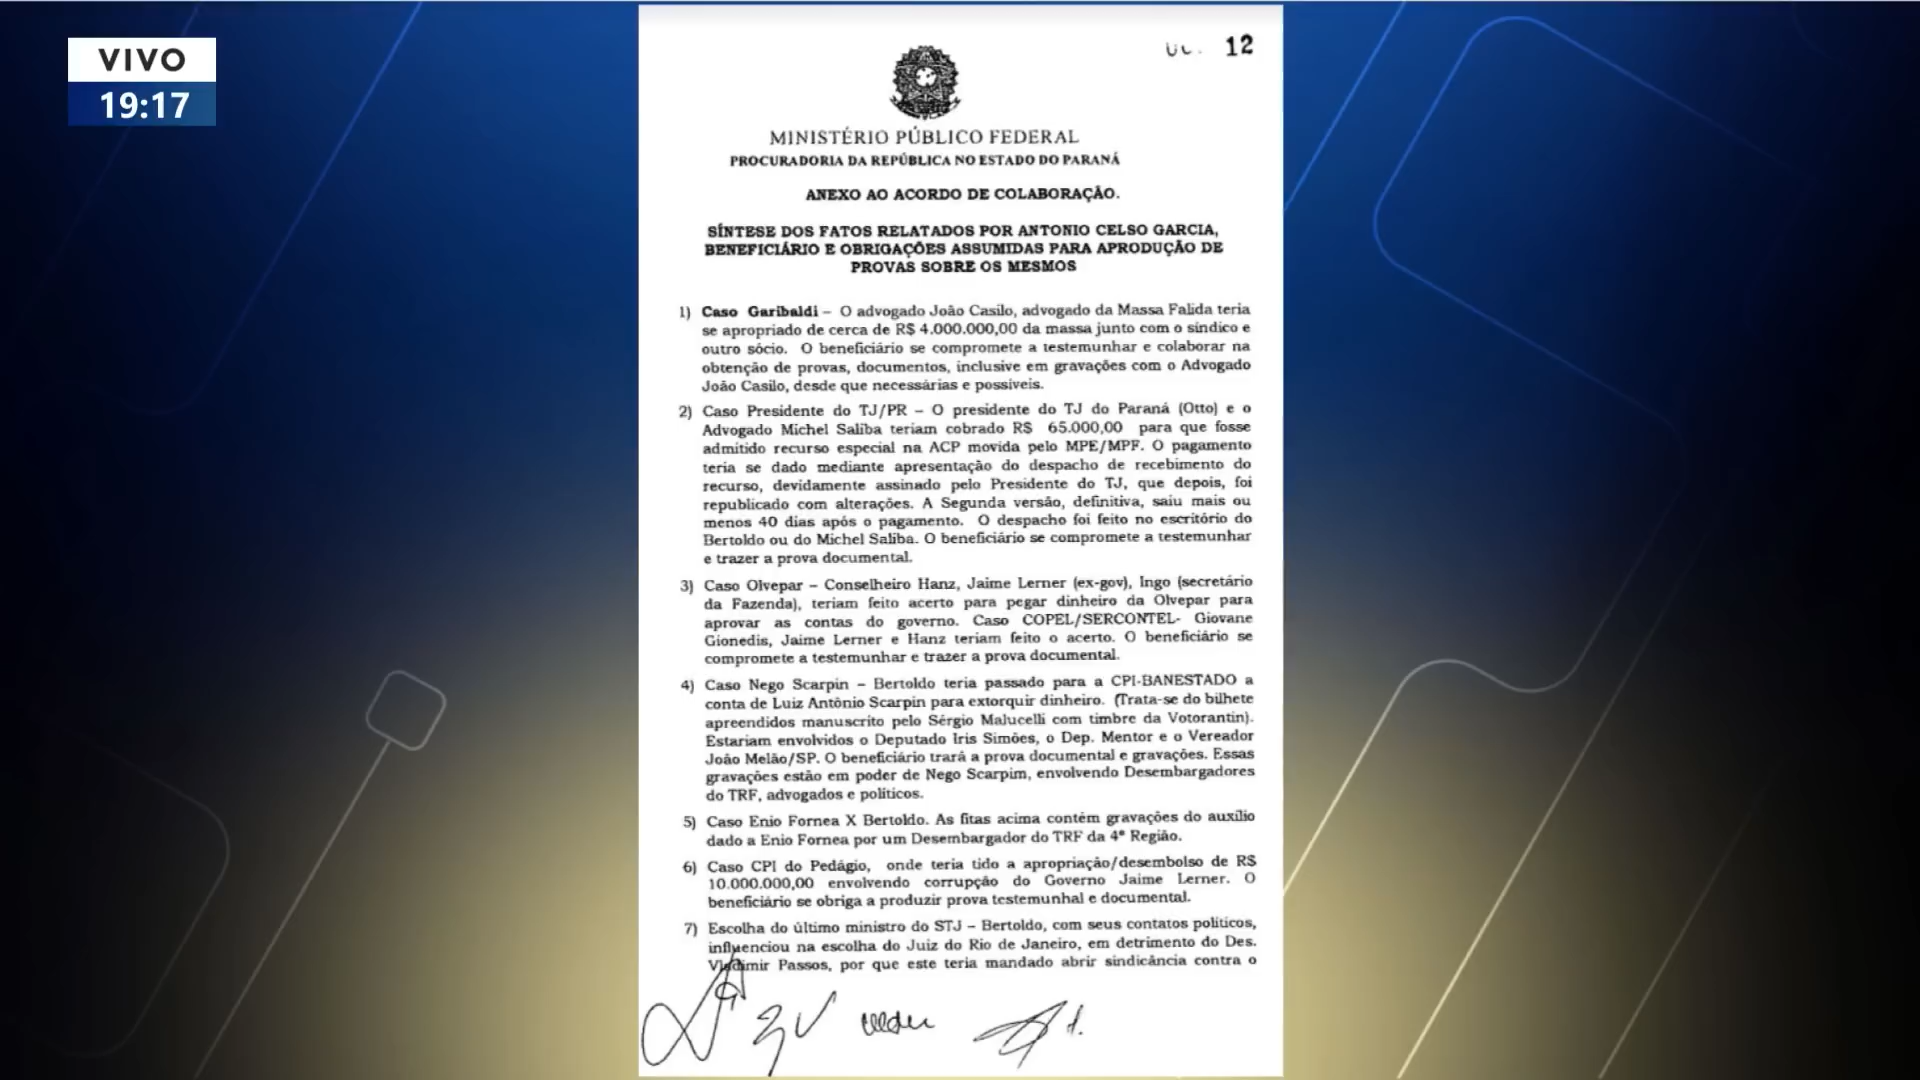 VIVO
19:17
12
MINISTÉRIO PÚBLICO FEDERAL
PROCURADORIA DA REPÚBLICA NO ESTADO DO PARANÁ
ANEXO AO ACORDO DE COLABORAÇÃO.
SÍNTESE DOS FATOS RELATADOS POR ANTONIO CELSO GARCIA,
BENEFICIÁRIO E OBRIGAÇÕES ASSUMIDAS PARA APRODUÇÃO DE
PROVAS SOBRE OS MESMOS
1) Caso Garibaldi – O advogado João Casilo, advogado da Massa Falida teria
se apropriado de cerca de R$ 4.000.000,00 da massa junto com o síndico e
outro sócio. O beneficiário se compromete a testemunhar e colaborar na
obtenção de provas, documentos, inclusive em gravações com o Advogado
João Casilo, desde que necessárias e possíveis.
2) Caso Presidente do TJ/PR – O presidente do TJ do Paraná (Otto) e o
Advogado Michel Saliba teriam cobrado R$ 65.000,00 para que fosse
admitido recurso especial na ACP movida pelo MPE/MPF. O pagamento
teria se dado mediante apresentação do despacho de recebimento do
recurso, devidamente assinado pelo Presidente do TJ, que depois, foi
republicado com alterações. A Segunda versão, definitiva, saiu mais ou
menos 40 dias após o pagamento. O despacho foi feito no escritório do
Bertoldo ou do Michel Saliba. O beneficiário se compromete a testemunhar
e trazer a prova documental.
3) Caso Olvepar – Conselheiro Hanz, Jaime Lerner (ex-gov), Ingo (secretário
da Fazenda), teriam feito acerto para pegar dinheiro da Olvepar para
aprovar as contas do governo. Caso COPEL/SERCONTEL- Giovane
Gionedis, Jaime Lerner e Hanz teriam feito o acerto. O beneficiário se
compromete a testemunhar e trazer a prova documental.
4) Caso Nego Scarpin – Bertoldo teria passado para a CPI-BANESTADO a
conta de Luiz Antônio Scarpin para extorquir dinheiro. (Trata-se do bilhete
apreendidos manuscrito pelo Sérgio Malucelli com timbre da Votorantin).
Estariam envolvidos o Deputado Iris Simões, o Dep. Mentor e o Vereador
João Melão/SP. O beneficiário trará a prova documental e gravações. Essas
gravações estão em poder de Nego Scarpim, envolvendo Desembargadores
do TRF, advogados e políticos.
5) Caso Enio Fornea X Bertoldo. As fitas acima contém gravações do auxílio
dado a Enio Fornea por um Desembargador do TRF da 4ª Região.
6) Caso CPI do Pedágio, onde teria tido a apropriação/desembolso de R$
10.000.000,00 envolvendo corrupção do Governo Jaime Lerner. O
beneficiário se obriga a produzir prova testemunhal e documental.
7) Escolha do último ministro do STJ – Bertoldo, com seus contatos políticos,
influenciou na escolha do Juiz do Rio de Janeiro, em detrimento do Des.
Vladimir Passos, por que este teria mandado abrir sindicância contra o